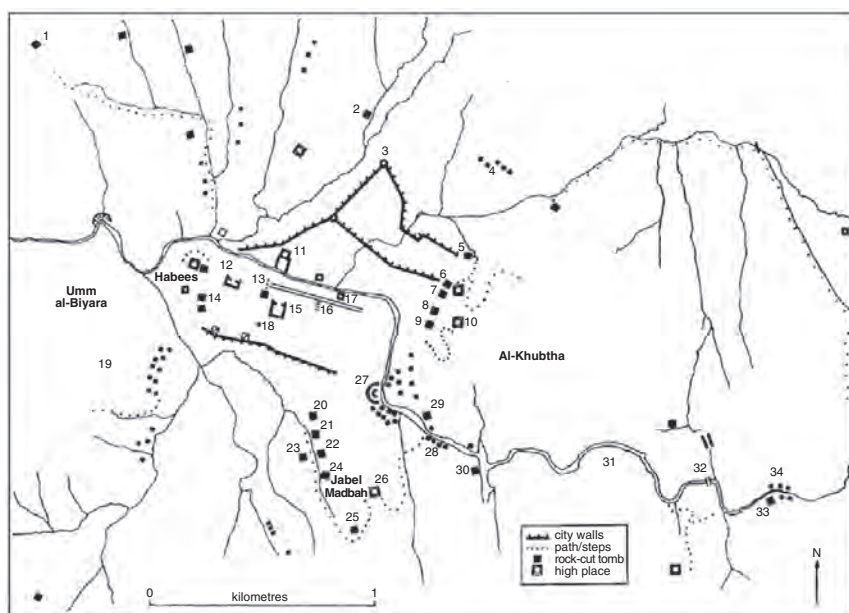 1
2
3
4
5
6
7
8
9
10
11
12
13
14
15
16
17
18
19
Habees
Umm
al-Biyara
Al-Khubtha
20
21
22
23
24
25
26
27
28
29
30
31
32
33
34
Jabel
Madbah
city walls
path/steps
rock-cut tomb
high place
0 kilometres 1
N